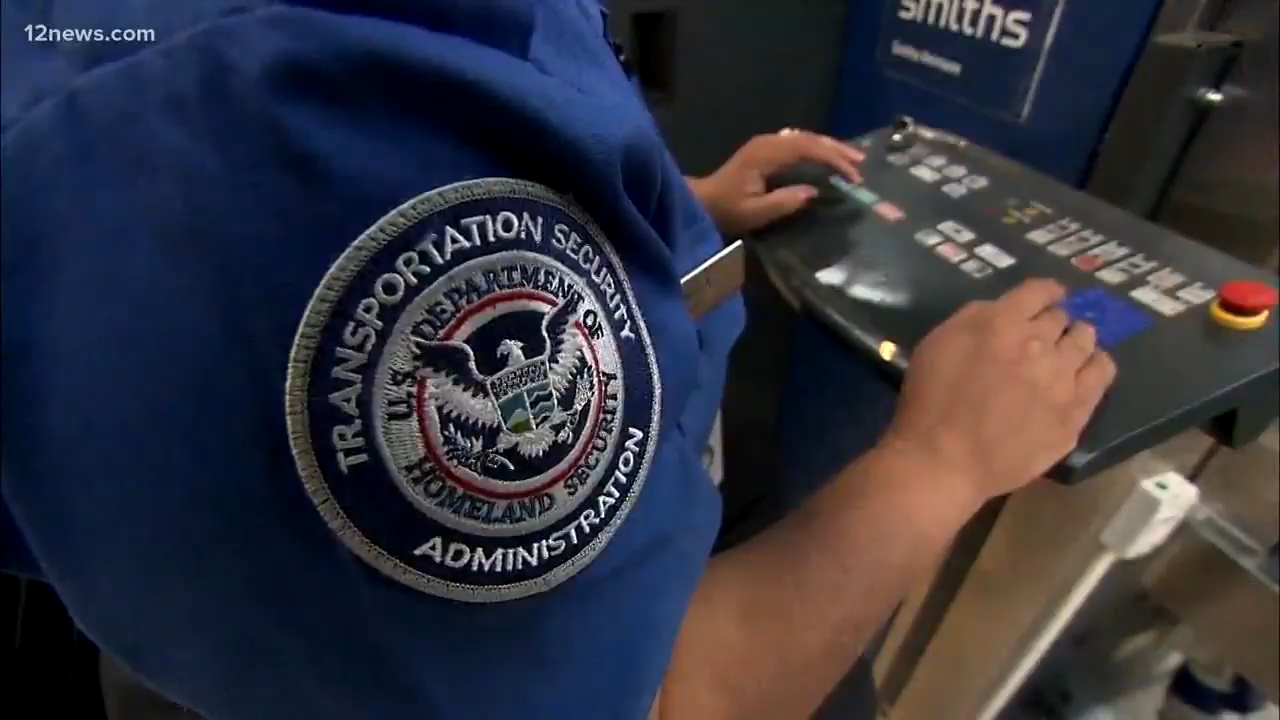 12news.com
smiths
TRANSPORTATION SECURITY
ADMINISTRATION
U.S. DEPARTMENT OF
HOMELAND SECURITY